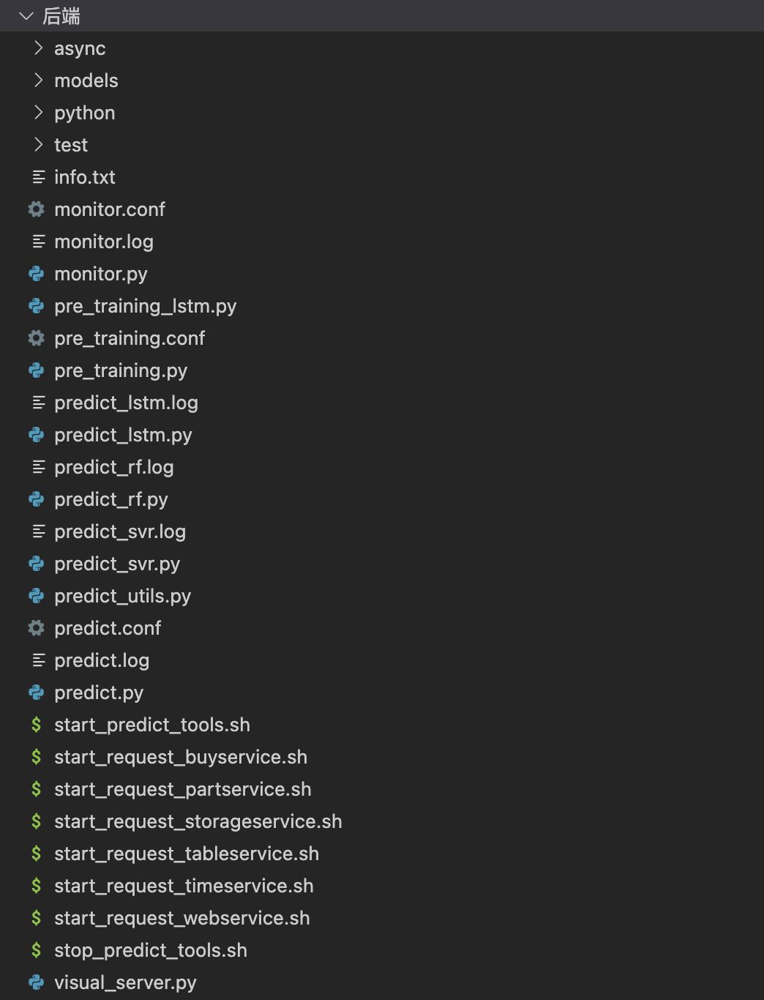 后端
async
models
python
test
info.txt
monitor.conf
monitor.log
monitor.py
pre_training_lstm.py
pre_training.conf
pre_training.py
predict_lstm.log
predict_lstm.py
predict_rf.log
predict_rf.py
predict_svr.log
predict_svr.py
predict_utils.py
predict.conf
predict.log
predict.py
start_predict_tools.sh
start_request_buyservice.sh
start_request_partservice.sh
start_request_storageservice.sh
start_request_tableservice.sh
start_request_timeservice.sh
start_request_webservice.sh
stop_predict_tools.sh
visual_server.py